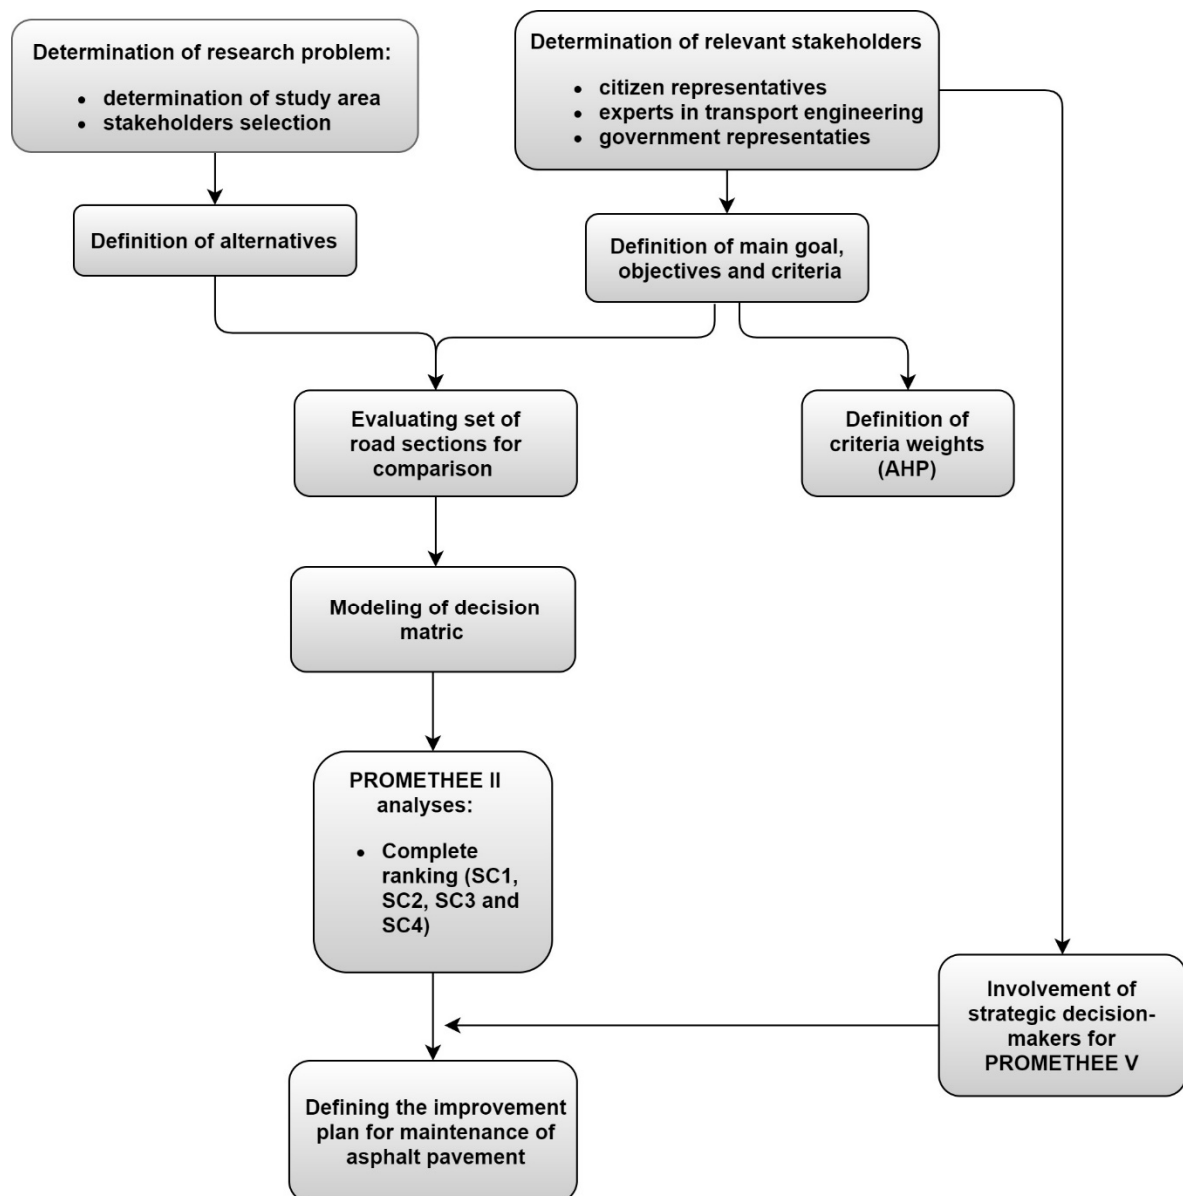 Determination of research problem:
• determination of study area
• stakeholders selection
Determination of relevant stakeholders
• citizen representatives
• experts in transport engineering
• government representaties
Definition of alternatives
Definition of main goal,
objectives and criteria
Evaluating set of
road sections for
comparison
Definition of
criteria weights
(AHP)
Modeling of decision
matric
PROMETHEE II
analyses:
• Complete
ranking (SC1,
SC2, SC3 and
SC4)
Involvement of
strategic decision-
makers for
PROMETHEE V
Defining the improvement
plan for maintenance of
asphalt pavement